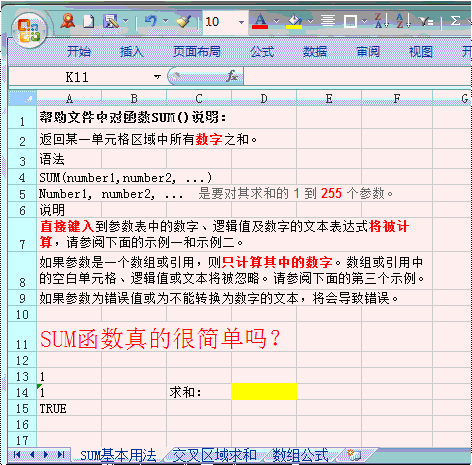 10
开始 插入 页面布局 公式 数据 审阅 视图 开
K11 fx
A B C D E F G
1 帮助文件中对函数SUM()说明:
2 返回某一单元格区域中所有数字之和。
3 语法
4 SUM(number1,number2, ...)
5 Number1, number2, ... 是要对其求和的 1 到 255 个参数。
6 说明
直接键入到参数表中的数字、逻辑值及数字的文本表达式将被计
7 算，请参阅下面的示例一和示例二。
如果参数是一个数组或引用，则只计算其中的数字。数组或引用中
8 的空白单元格、逻辑值或文本将被忽略。请参阅下面的第三个示例。
9 如果参数为错误值或为不能转换为数字的文本，将会导致错误。
10
11 SUM函数真的很简单吗?
12
13 1
14 1 求和:
15 TRUE
16
17
SUM基本用法 交叉区域求和 数组公式